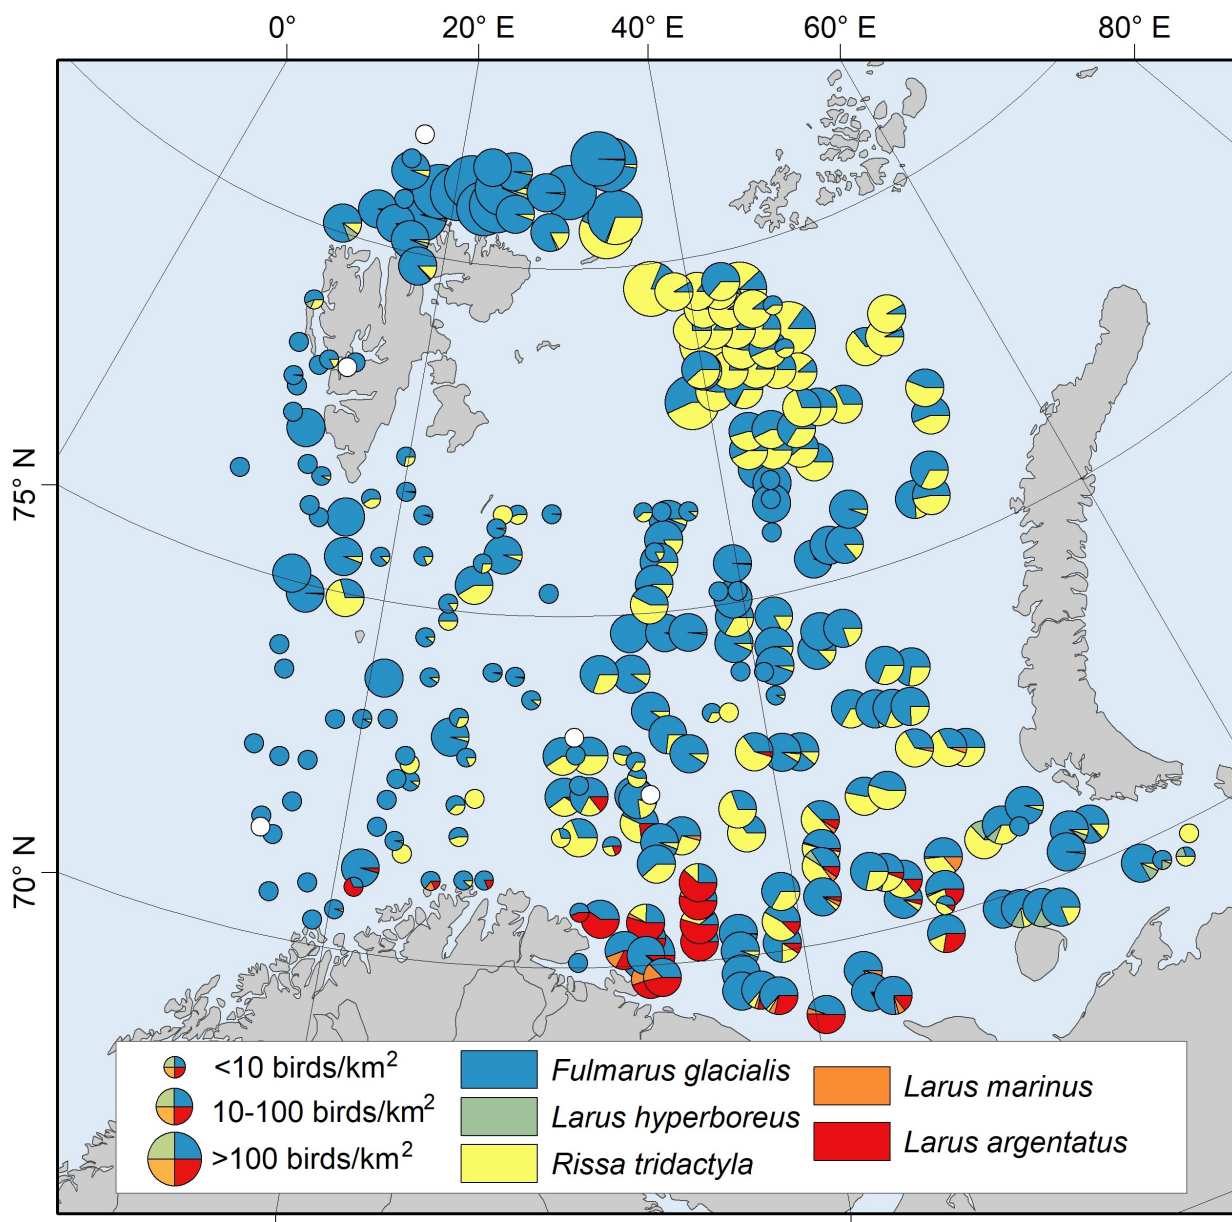 0°
20° E
40° E
60° E
80° E
75° N
70° N
<10 birds/km²
10-100 birds/km²
>100 birds/km²
Fulmarus glacialis
Larus hyperboreus
Rissa tridactyla
Larus marinus
Larus argentatus